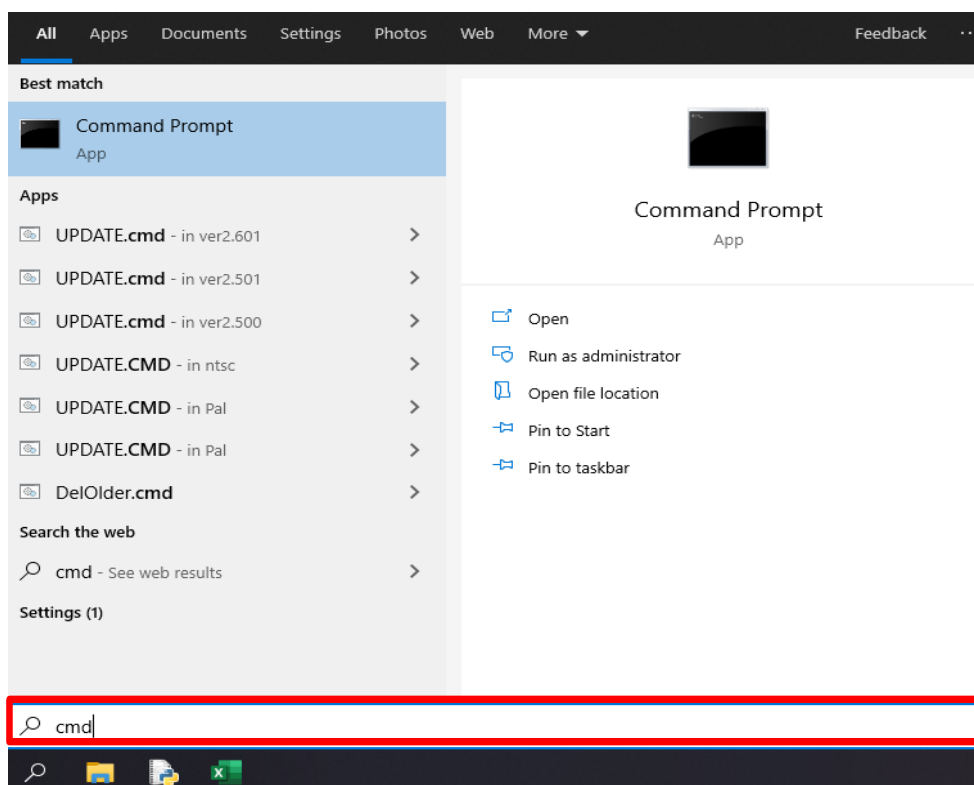 All Apps Documents Settings Photos Web More Feedback
Best match
Command Prompt
App
Apps
UPDATE.cmd - in ver2.601
UPDATE.cmd - in ver2.501
UPDATE.cmd - in ver2.500
UPDATE.CMD - in ntsc
UPDATE.CMD - in Pal
UPDATE.CMD - in Pal
DelOlder.cmd
Search the web
cmd - See web results
Settings (1)
Command Prompt
App
Open
Run as administrator
Open file location
Pin to Start
Pin to taskbar
cmd